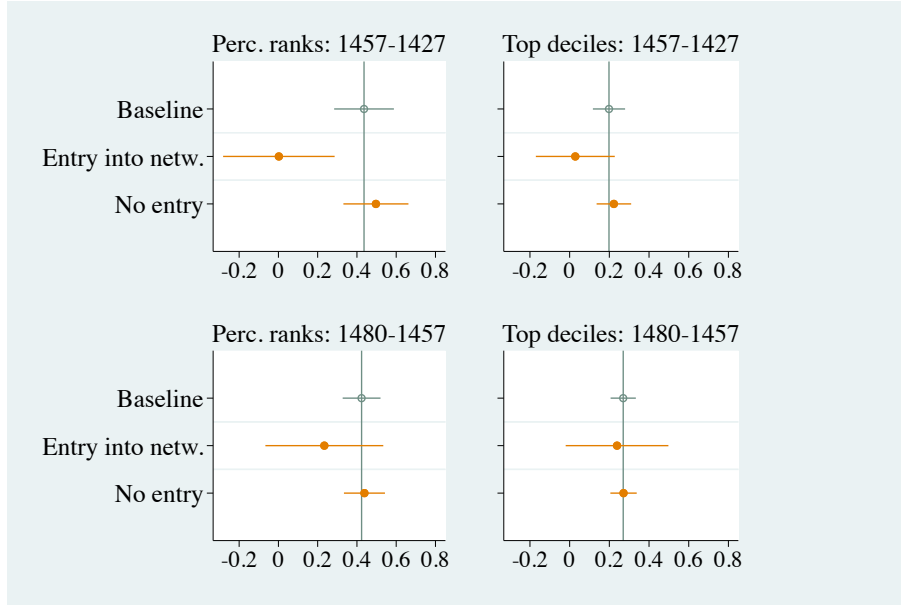 Perc. ranks: 1457-1427
Top deciles: 1457-1427
Baseline
Entry into netw.
No entry
-0.2 0 0.2 0.4 0.6 0.8
-0.2 0 0.2 0.4 0.6 0.8
Perc. ranks: 1480-1457
Top deciles: 1480-1457
Baseline
Entry into netw.
No entry
-0.2 0 0.2 0.4 0.6 0.8
-0.2 0 0.2 0.4 0.6 0.8